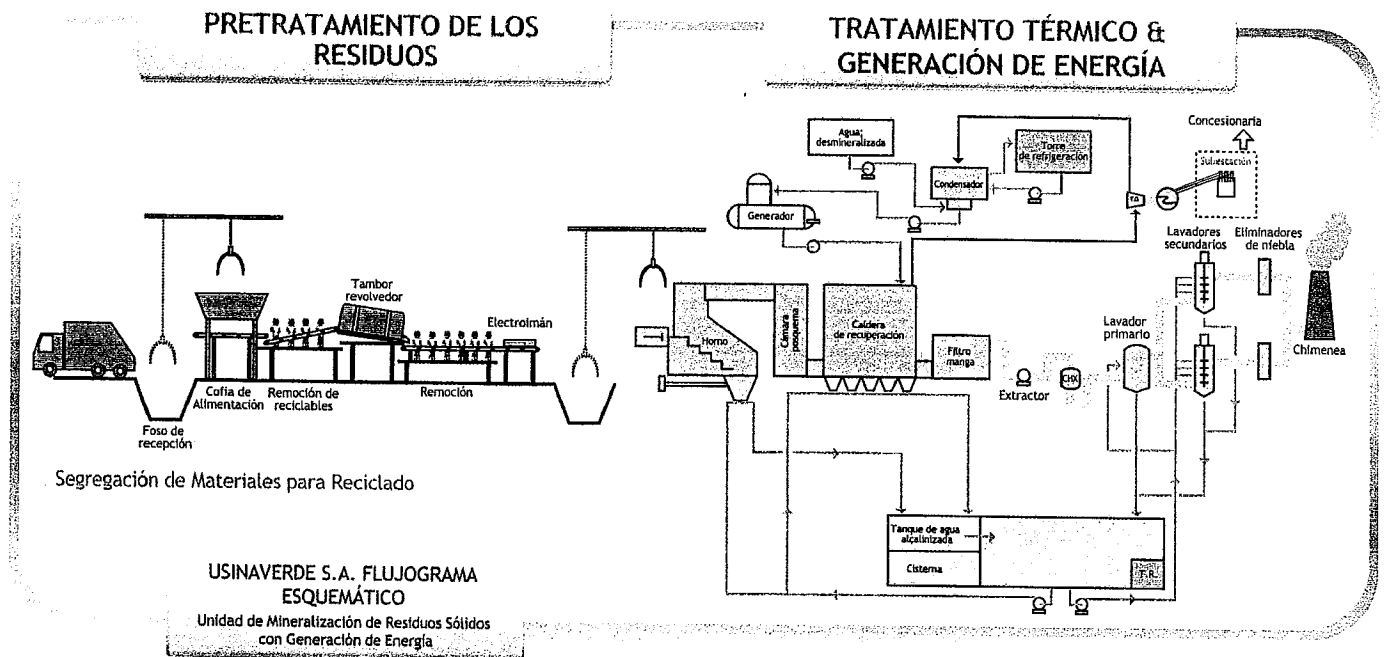 PRETRATAMIENTO DE LOS
RESIDUOS
TRATAMIENTO TÉRMICO &
GENERACIÓN DE ENERGÍA
Concesionaria
Subestación
Agua
desmineralizada
Torre
de refrigeración
Condensador
Generador
TG
Lavadores
secundarios
Eliminadores
de niebla
Tambor
revolvedor
Electroimán
Horno
Cámara
posquema
Caldera
de recuperación
Filtro
manga
Lavador
primario
Chimenea
CHX
Extractor
Cofia de
Alimentación
Remoción de
reciclables
Remoción
Foso de
recepción
Segregación de Materiales para Reciclado
Tanque de agua
alcalinizada
Cisterna
T.R.
USINAVERDE S.A. FLUJOGRAMA
ESQUEMÁTICO
Unidad de Mineralización de Residuos Sólidos
con Generación de Energía